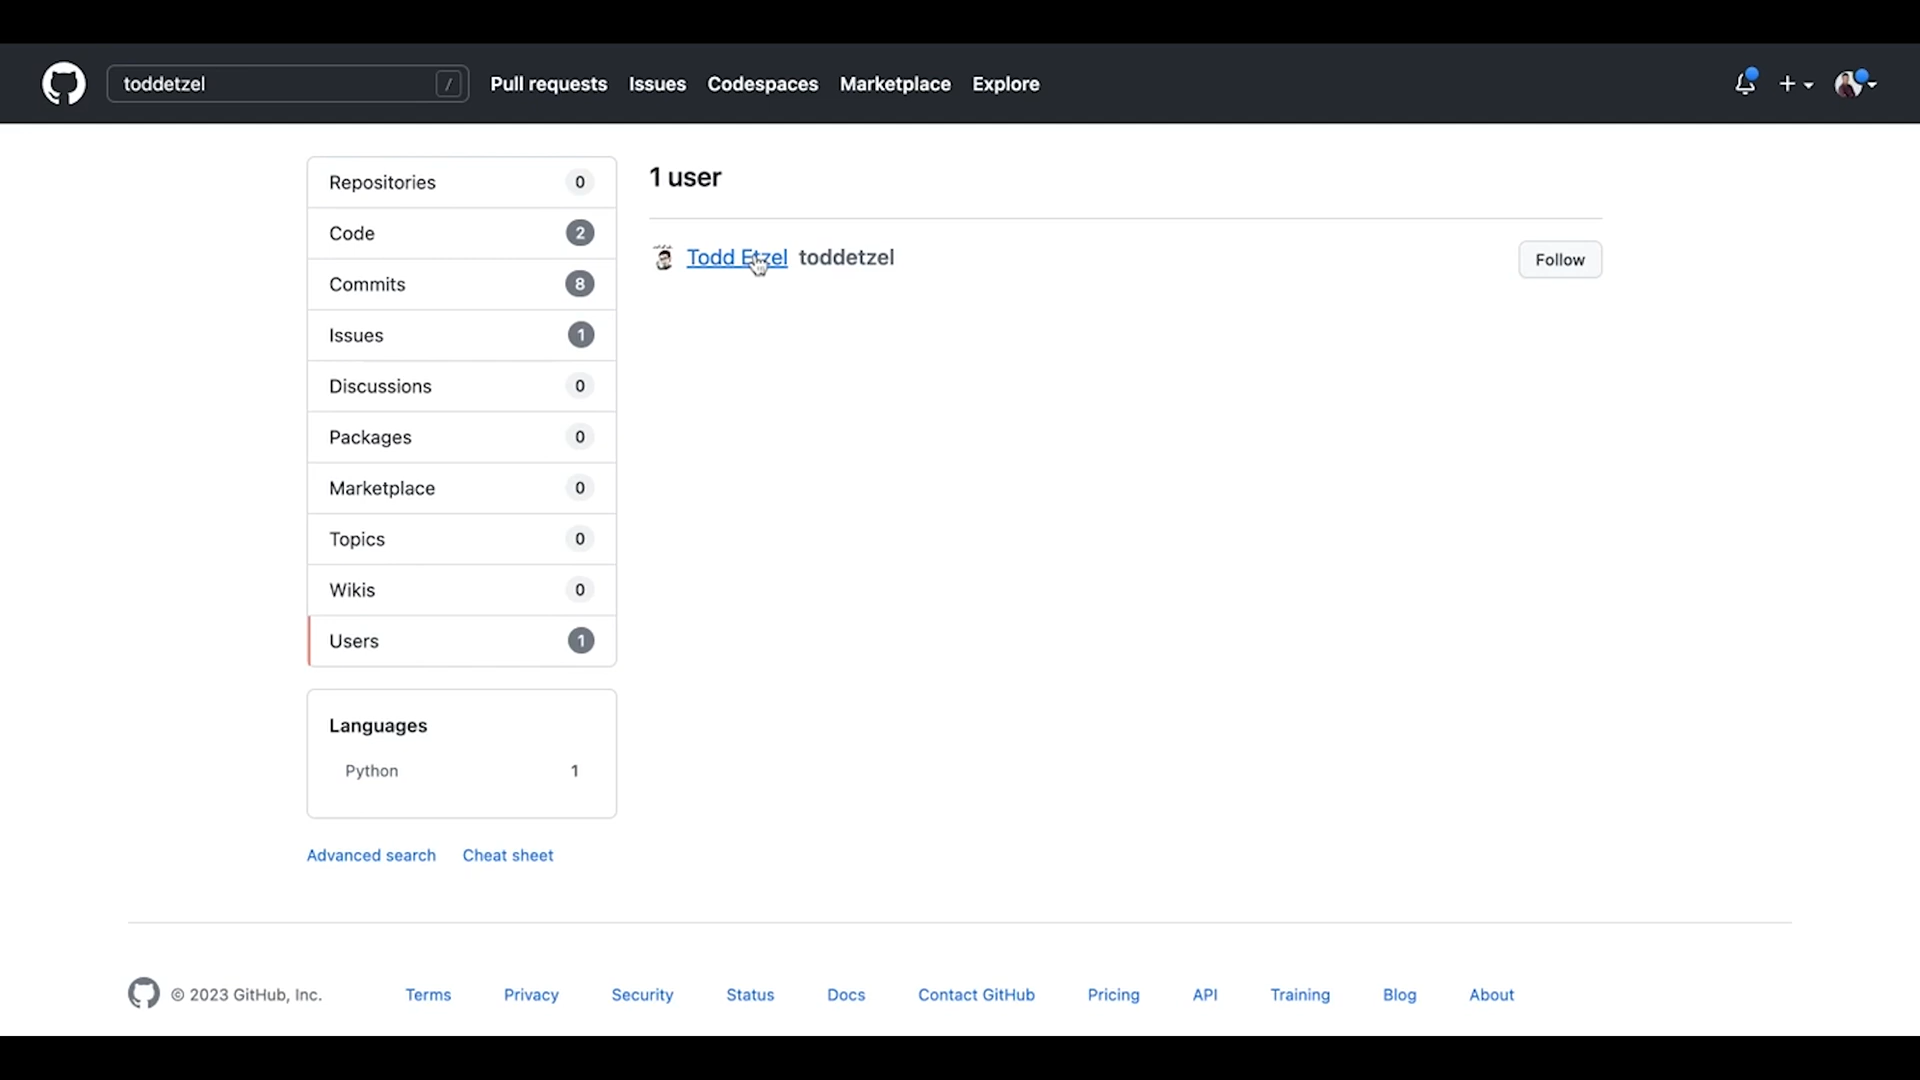 toddetzel /
Pull requests Issues Codespaces Marketplace Explore
Repositories 0
Code 2
Commits 8
Issues 1
Discussions 0
Packages 0
Marketplace 0
Topics 0
Wikis 0
Users 1
Languages
Python 1
Advanced search Cheat sheet
1 user
Todd Etzel toddetzel
Follow
© 2023 GitHub, Inc. Terms Privacy Security Status Docs Contact GitHub Pricing API Training Blog About